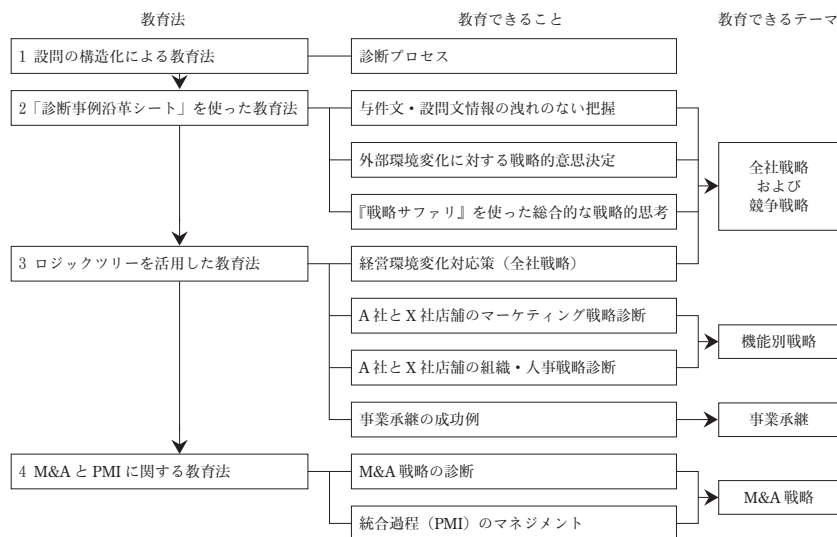 教育法 教育できること 教育できるテーマ
1 設問の構造化による教育法
診断プロセス
2「診断事例沿革シート」を使った教育法
与件文・設問文情報の洩れのない把握
外部環境変化に対する戦略的意思決定
全社戦略
および
競争戦略
『戦略サファリ』を使った総合的な戦略的思考
3 ロジックツリーを活用した教育法
経営環境変化対応策（全社戦略）
A社とX社店舗のマーケティング戦略診断
機能別戦略
A社とX社店舗の組織・人事戦略診断
事業承継の成功例
事業承継
4 M&AとPMIに関する教育法
M&A戦略の診断
M&A戦略
統合過程（PMI）のマネジメント